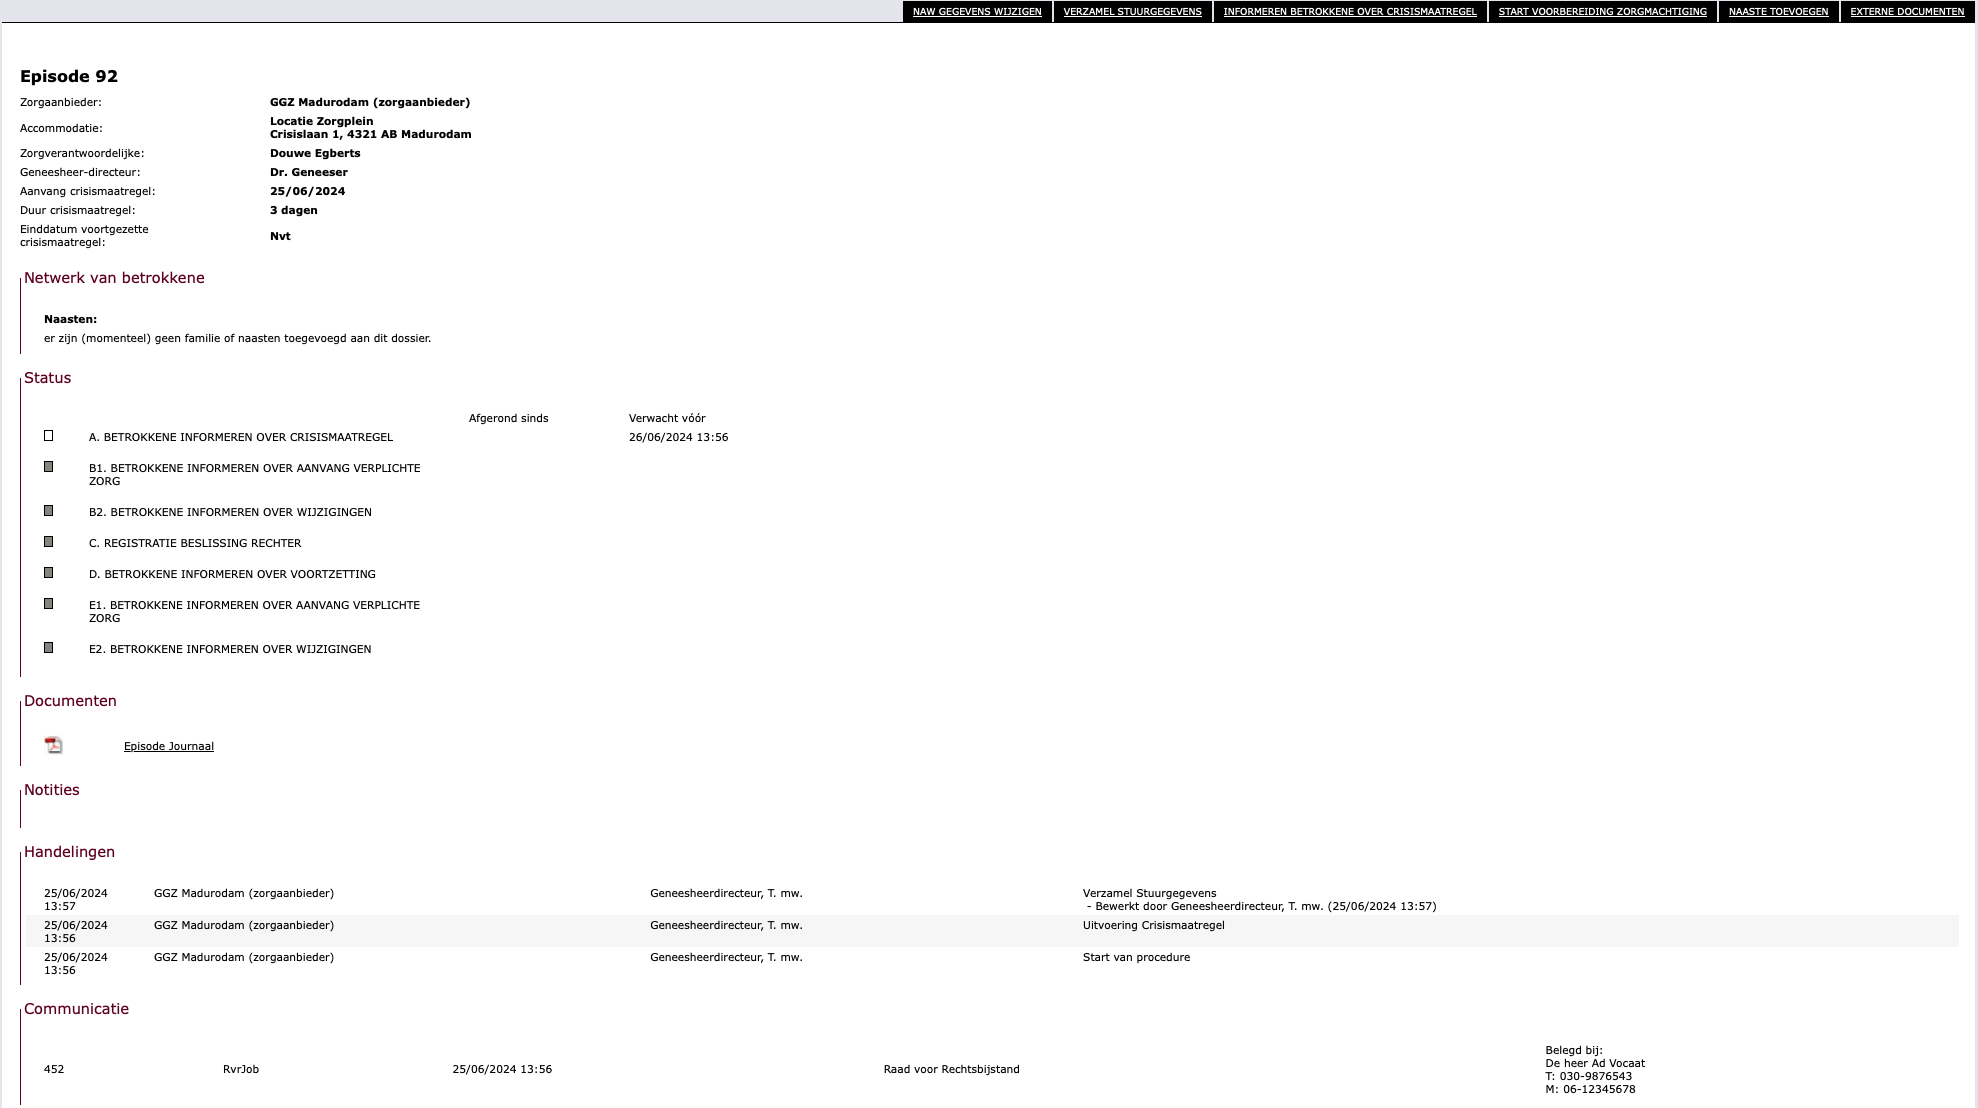 NAW GEGEVENS WIJZIGEN VERZAMEL STUURGEGEVENS INFORMEREN BETROKKENE OVER CRISISMAATREGEL START VOORBEREIDING ZORGMACHTIGING NAASTE TOEVOEGEN EXTERNE DOCUMENTEN
Episode 92
Zorgaanbieder: GGZ Madurodam (zorgaanbieder)
Accommodatie: Locatie Zorgplein
Crisislaan 1, 4321 AB Madurodam
Zorgverantwoordelijke: Douwe Egberts
Geneesheer-directeur: Dr. Geneeser
Aanvang crisismaatregel: 25/06/2024
Duur crisismaatregel: 3 dagen
Einddatum voortgezette
crisismaatregel: Nvt
Netwerk van betrokkene
Naasten:
er zijn (momenteel) geen familie of naasten toegevoegd aan dit dossier.
Status
Afgerond sinds Verwacht vóór
A. BETROKKENE INFORMEREN OVER CRISISMAATREGEL 26/06/2024 13:56
B1. BETROKKENE INFORMEREN OVER AANVANG VERPLICHTE
ZORG
B2. BETROKKENE INFORMEREN OVER WIJZIGINGEN
C. REGISTRATIE BESLISSING RECHTER
D. BETROKKENE INFORMEREN OVER VOORTZETTING
E1. BETROKKENE INFORMEREN OVER AANVANG VERPLICHTE
ZORG
E2. BETROKKENE INFORMEREN OVER WIJZIGINGEN
Documenten
Episode Journaal
Notities
Handelingen
25/06/2024 GGZ Madurodam (zorgaanbieder) Geneesheerdirecteur, T. mw. Verzamel Stuurgegevens
13:57 - Bewerkt door Geneesheerdirecteur, T. mw. (25/06/2024 13:57)
25/06/2024 GGZ Madurodam (zorgaanbieder) Geneesheerdirecteur, T. mw. Uitvoering Crisismaatregel
13:56
25/06/2024 GGZ Madurodam (zorgaanbieder) Geneesheerdirecteur, T. mw. Start van procedure
13:56
Communicatie
452 RvrJob 25/06/2024 13:56 Raad voor Rechtsbijstand
Belegd bij:
De heer Ad Vocaat
T: 030-9876543
M: 06-12345678